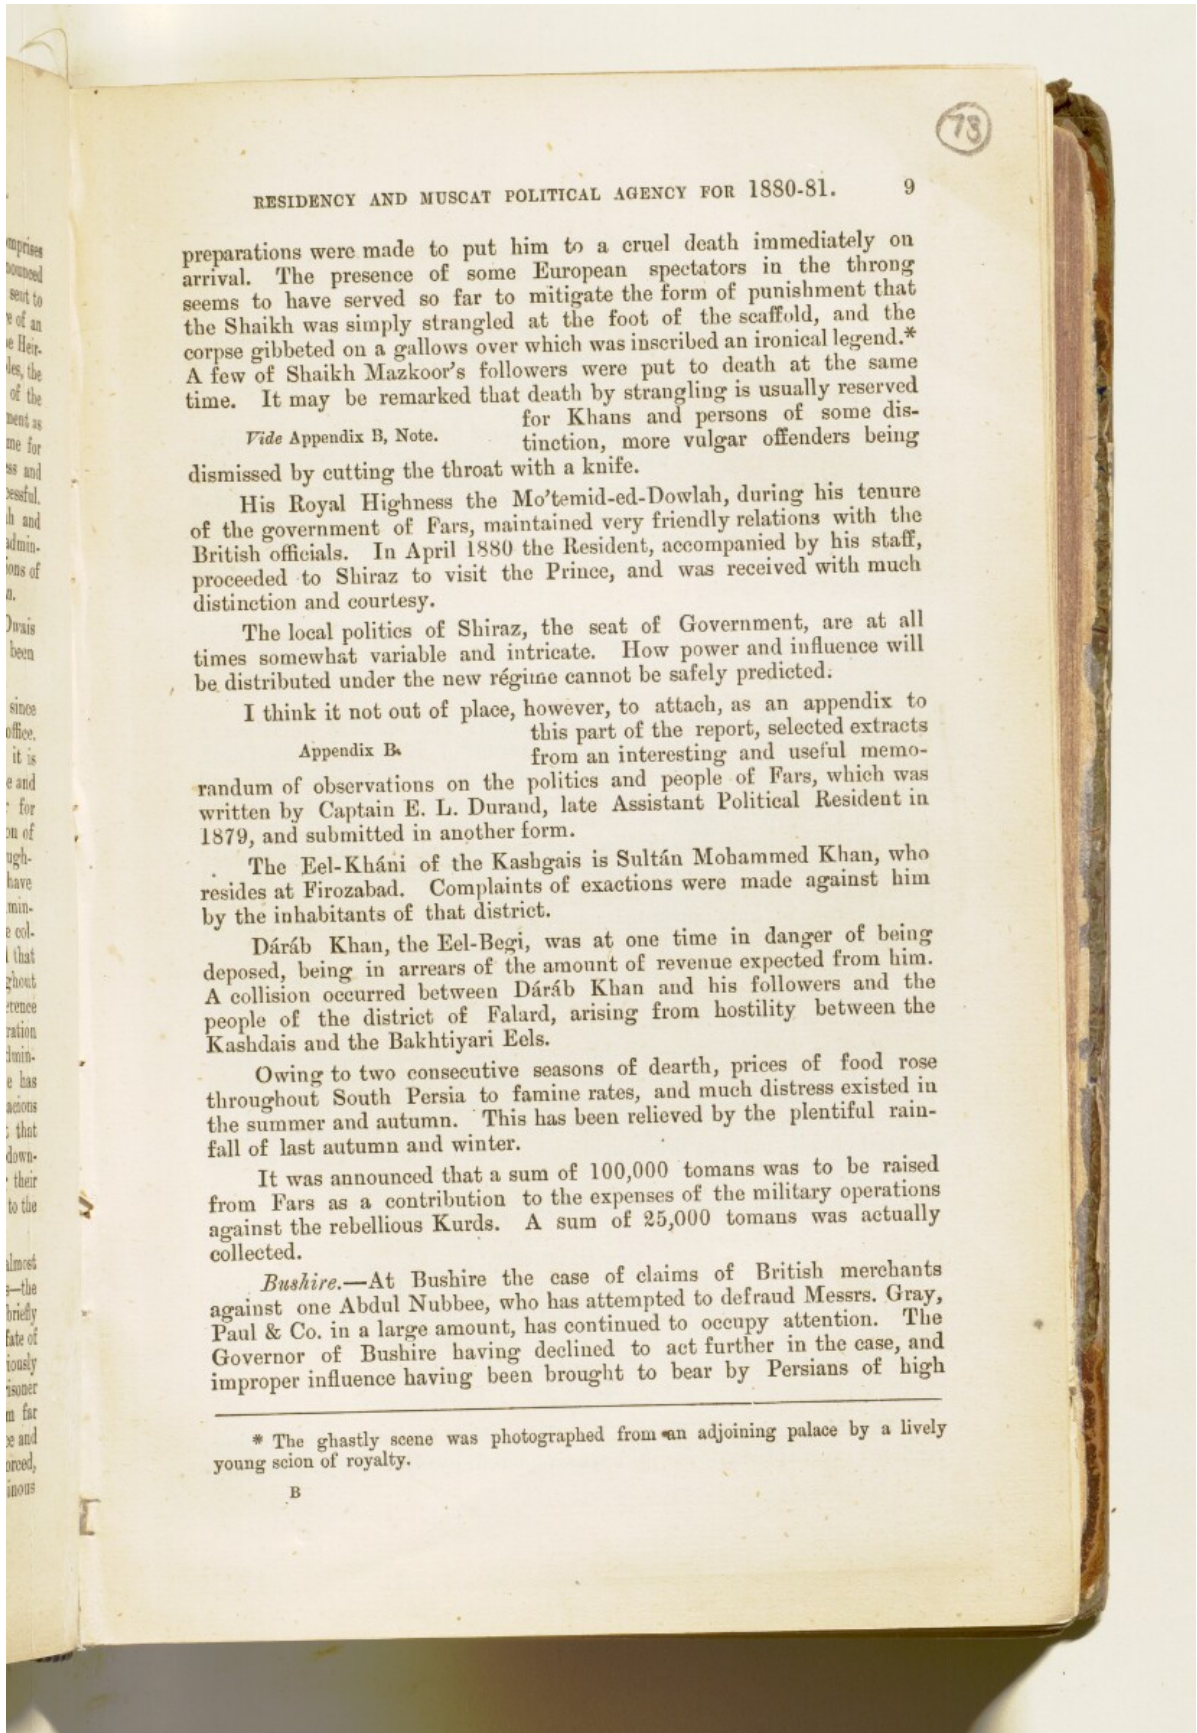 73
RESIDENCY AND MUSCAT POLITICAL AGENCY FOR 1880-81. 9
preparations were made to put him to a cruel death immediately on
arrival. The presence of some European spectators in the throng
seems to have served so far to mitigate the form of punishment that
the Shaikh was simply strangled at the foot of the scaffold, and the
corpse gibbeted on a gallows over which was inscribed an ironical legend.*
A few of Shaikh Mazkoor's followers were put to death at the same
time. It may be remarked that death by strangling is usually reserved
for Khans and persons of some dis-
Vide Appendix B, Note.
tinction, more vulgar offenders being
dismissed by cutting the throat with a knife.
His Royal Highness the Mo'temid-ed-Dowlah, during his tenure
of the government of Fars, maintained very friendly relations with the
British officials. In April 1880 the Resident, accompanied by his staff,
proceeded to Shiraz to visit the Prince, and was received with much
distinction and courtesy.
The local politics of Shiraz, the seat of Government, are at all
times somewhat variable and intricate. How power and influence will
be distributed under the new régime cannot be safely predicted.
I think it not out of place, however, to attach, as an appendix to
this part of the report, selected extracts
Appendix B.
from an interesting and useful memo-
randum of observations on the politics and people of Fars, which was
written by Captain E. L. Durand, late Assistant Political Resident in
1879, and submitted in another form.
The Eel-Kháni of the Kashgais is Sultán Mohammed Khan, who
resides at Firozabad. Complaints of exactions were made against him
by the inhabitants of that district.
Dáráb Khan, the Eel-Begi, was at one time in danger of being
deposed, being in arrears of the amount of revenue expected from him.
A collision occurred between Dáráb Khan and his followers and the
people of the district of Falard, arising from hostility between the
Kashdais and the Bakhtiyari Eels.
Owing to two consecutive seasons of dearth, prices of food rose
throughout South Persia to famine rates, and much distress existed in
the summer and autumn. This has been relieved by the plentiful rain-
fall of last autumn and winter.
It was announced that a sum of 100,000 tomans was to be raised
from Fars as a contribution to the expenses of the military operations
against the rebellious Kurds. A sum of 25,000 tomans was actually
collected.
Bushire.—At Bushire the case of claims of British merchants
against one Abdul Nubbee, who has attempted to defraud Messrs. Gray,
Paul & Co. in a large amount, has continued to occupy attention. The
Governor of Bushire having declined to act further in the case, and
improper influence having been brought to bear by Persians of high
* The ghastly scene was photographed from an adjoining palace by a lively
young scion of royalty.
B